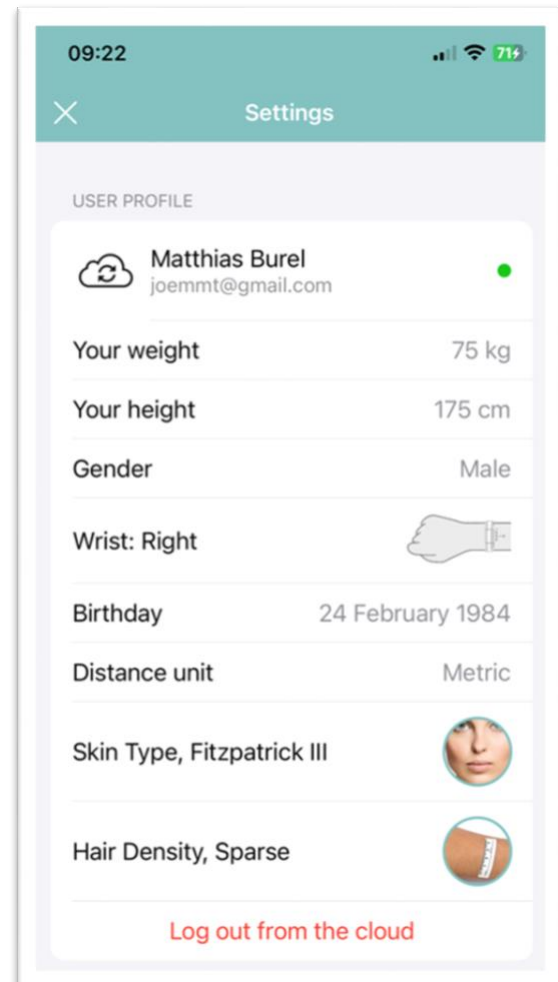 09:22
71
Settings
USER PROFILE
Matthias Burel
joemmt@gmail.com
Your weight 75 kg
Your height 175 cm
Gender Male
Wrist: Right
Birthday 24 February 1984
Distance unit Metric
Skin Type, Fitzpatrick III
Hair Density, Sparse
Log out from the cloud